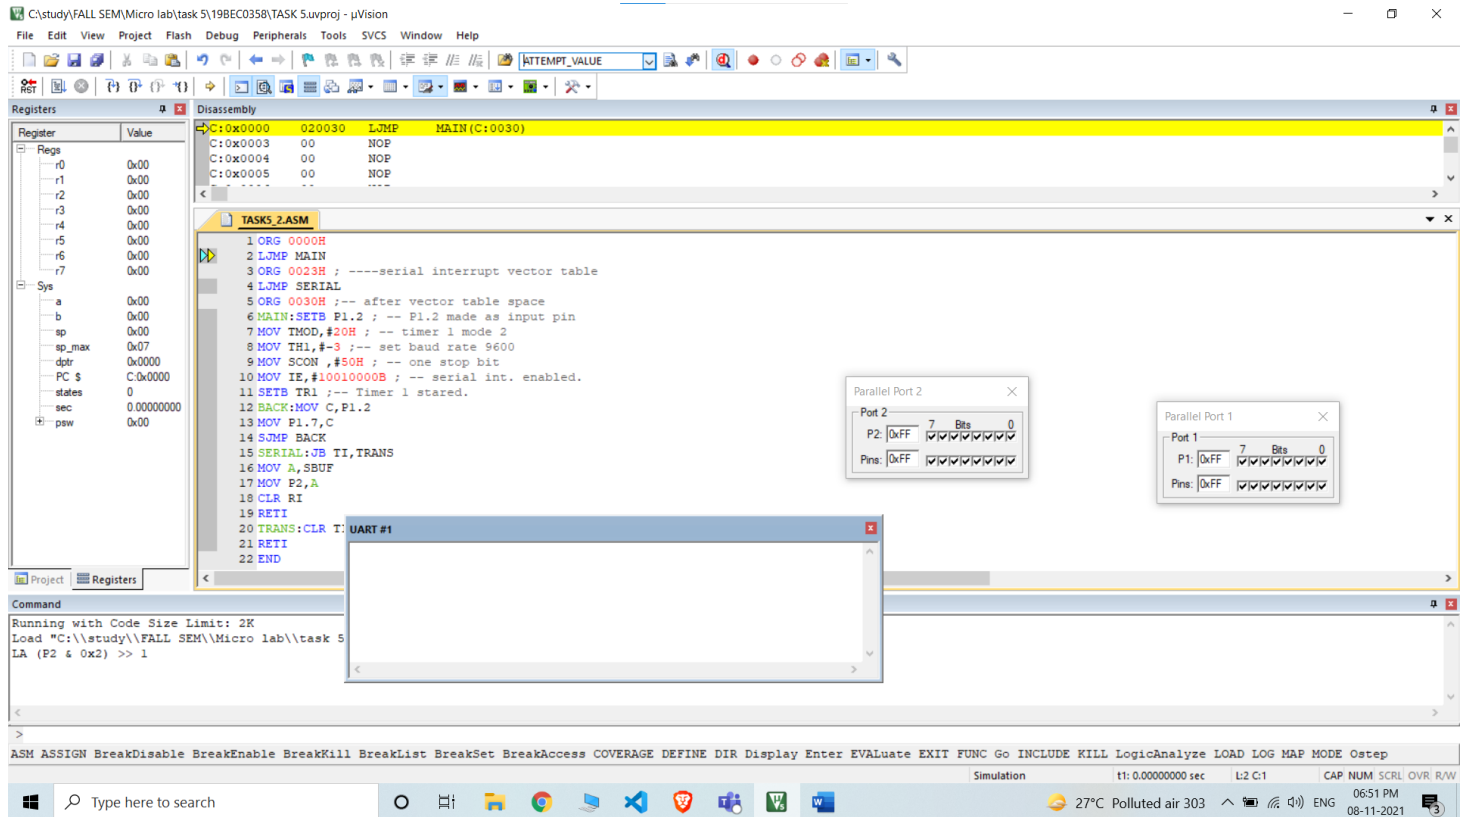 C:\study\FALL SEM\Micro lab\task 5\19BEC0358\TASK 5.uvproj - µVision
File Edit View Project Flash Debug Peripherals Tools SVCS Window Help
ATTEMPT_VALUE
RST
Registers
Register Value
Regs
r0 0x00
r1 0x00
r2 0x00
r3 0x00
r4 0x00
r5 0x00
r6 0x00
r7 0x00
Sys
a 0x00
b 0x00
sp 0x00
sp_max 0x07
dptr 0x0000
PC $ C:0x0000
states 0
sec 0.00000000
psw 0x00
Project Registers
Disassembly
C:0x0000 020030 LJMP MAIN(C:0030)
C:0x0003 00 NOP
C:0x0004 00 NOP
C:0x0005 00 NOP
TASK5_2.ASM
1 ORG 0000H
2 LJMP MAIN
3 ORG 0023H ; ----serial interrupt vector table
4 LJMP SERIAL
5 ORG 0030H ;-- after vector table space
6 MAIN:SETB P1.2 ; -- P1.2 made as input pin
7 MOV TMOD,#20H ; -- timer 1 mode 2
8 MOV TH1,#-3 ;-- set baud rate 9600
9 MOV SCON ,#50H ; -- one stop bit
10 MOV IE,#10010000B ; -- serial int. enabled.
11 SETB TR1 ;-- Timer 1 stared.
12 BACK:MOV C,P1.2
13 MOV P1.7,C
14 SJMP BACK
15 SERIAL:JB TI,TRANS
16 MOV A,SBUF
17 MOV P2,A
18 CLR RI
19 RETI
20 TRANS:CLR T
21 RETI
22 END
Parallel Port 2
Port 2
7 Bits 0
P2: 0xFF
Pins: 0xFF
Parallel Port 1
Port 1
7 Bits 0
P1: 0xFF
Pins: 0xFF
UART #1
Command
Running with Code Size Limit: 2K
Load "C:\\study\\FALL SEM\\Micro lab\\task 5
LA (P2 & 0x2) >> 1
>
ASM ASSIGN BreakDisable BreakEnable BreakKill BreakList BreakSet BreakAccess COVERAGE DEFINE DIR Display Enter EVALuate EXIT FUNC Go INCLUDE KILL LogicAnalyze LOAD LOG MAP MODE Ostep
Simulation t1: 0.00000000 sec L:2 C:1 CAP NUM SCRL OVR R/W
Type here to search
27°C Polluted air 303
ENG
06:51 PM
08-11-2021
3